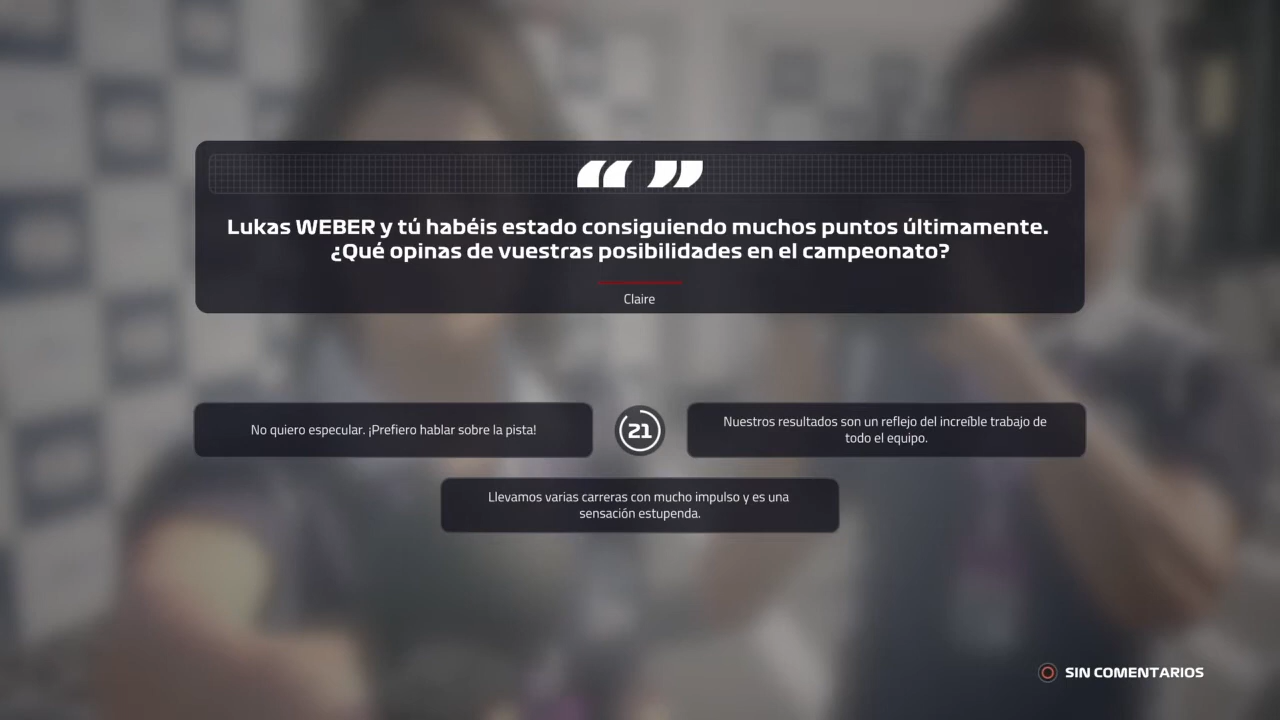 “ ”
Lukas WEBER y tú habéis estado consiguiendo muchos puntos últimamente.
¿Qué opinas de vuestras posibilidades en el campeonato?
Claire
No quiero especular. ¡Prefiero hablar sobre la pista!
21
Nuestros resultados son un reflejo del increíble trabajo de
todo el equipo.
Llevamos varias carreras con mucho impulso y es una
sensación estupenda.
SIN COMENTARIOS